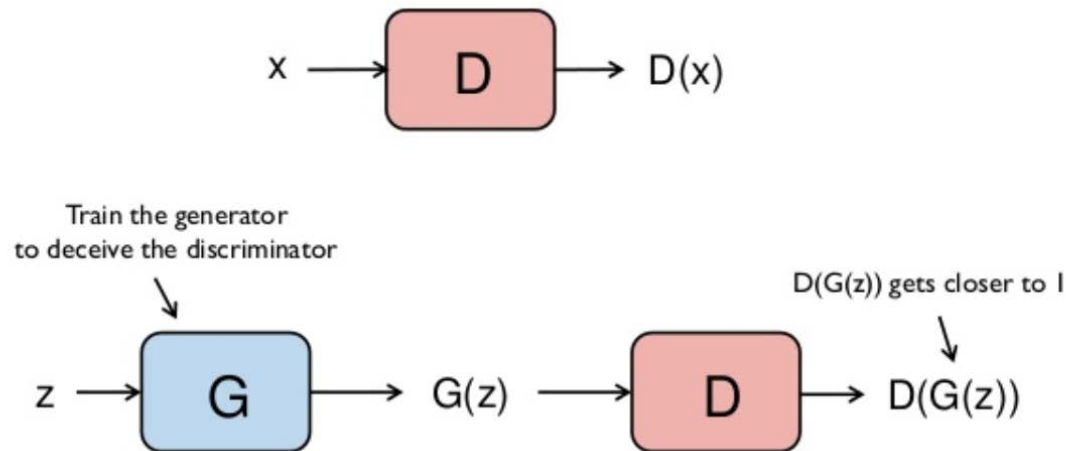 x D D(x)
Train the generator
to deceive the discriminator
D(G(z)) gets closer to 1
z G G(z) D D(G(z))